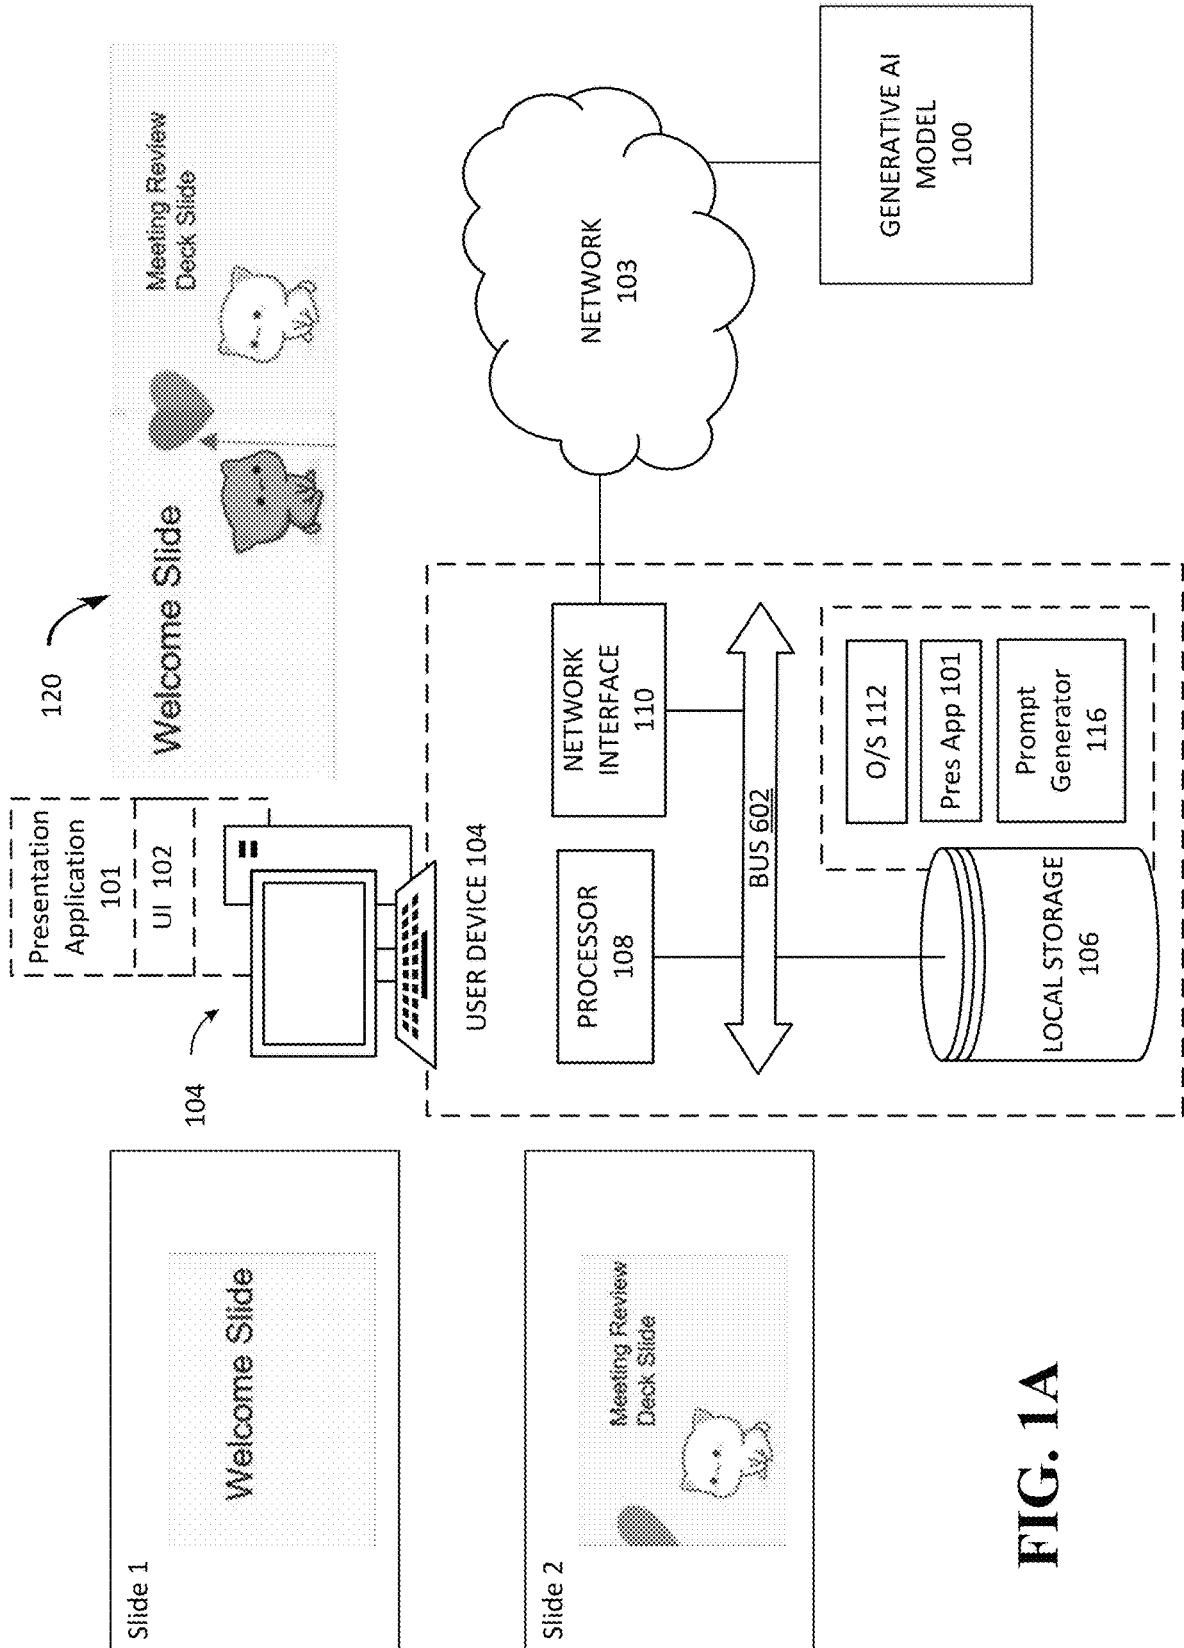 Slide 1
Welcome Slide
Slide 2
Meeting Review
Deck Slide
FIG. 1A
104
Presentation
Application
101
UI 102
120
Welcome Slide
Meeting Review
Deck Slide
USER DEVICE 104
PROCESSOR
108
NETWORK
INTERFACE
110
BUS 602
LOCAL STORAGE
106
O/S 112
Pres App 101
Prompt
Generator
116
NETWORK
103
GENERATIVE AI
MODEL
100